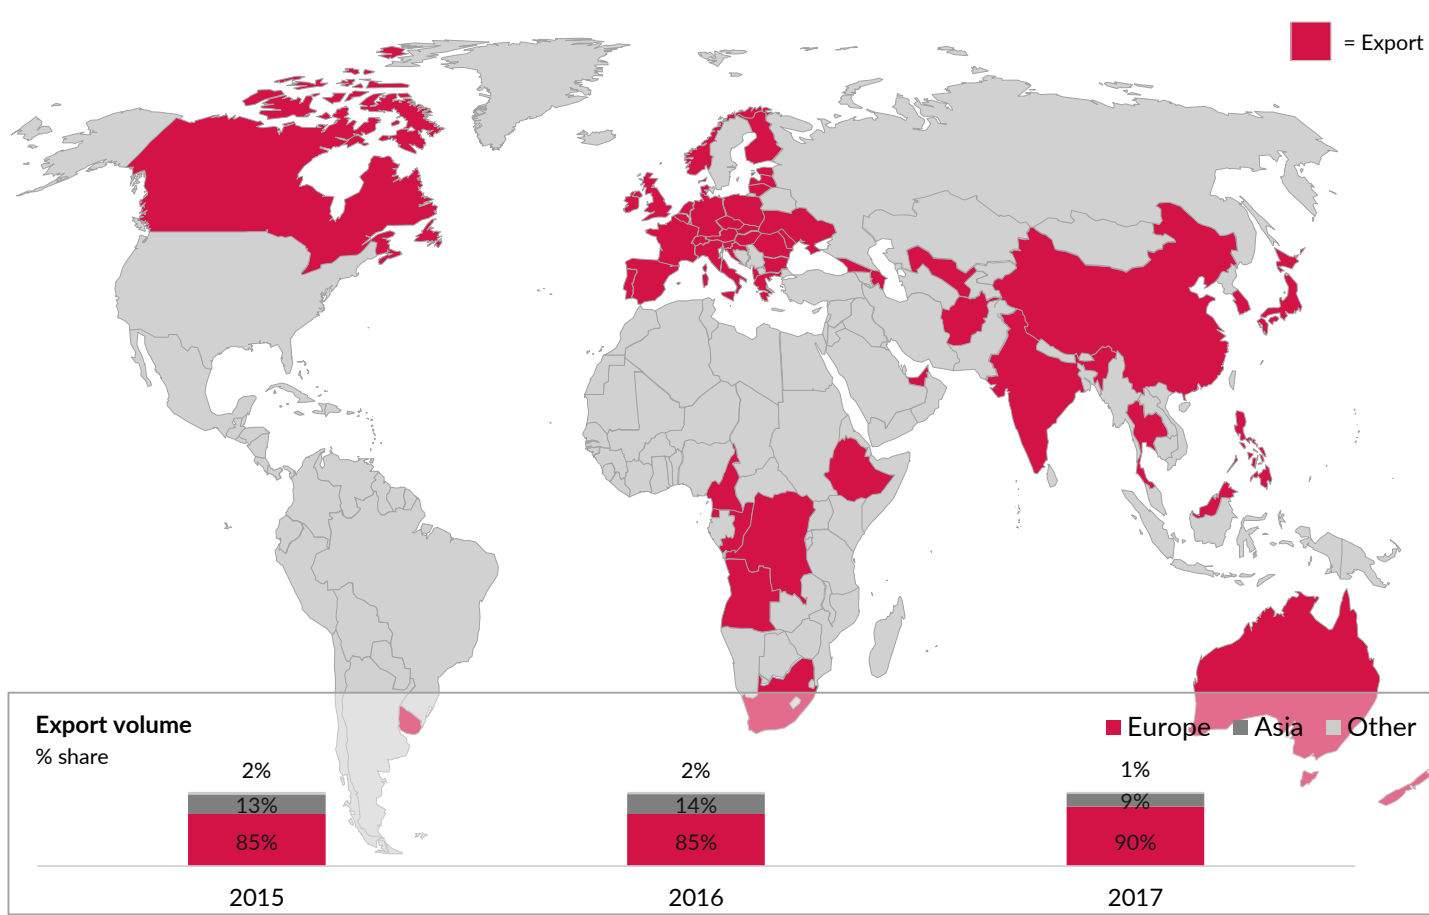 = Export
Export volume
% share
Europe
Asia
Other
2%
2%
1%
13%
14%
9%
85%
85%
90%
2015
2016
2017